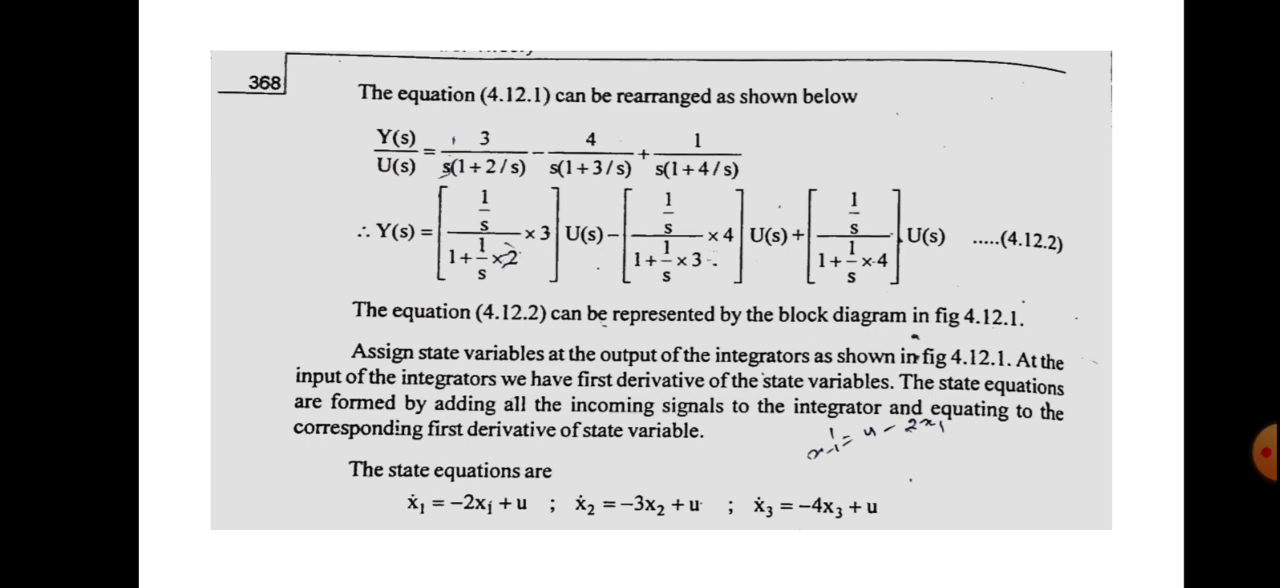 368
The equation (4.12.1) can be rearranged as shown below
Y(s)/U(s) = 3/s(1+2/s) − 4/s(1+3/s) + 1/s(1+4/s)
∴ Y(s) = [ (1/s)/(1+1/s×2) × 3 ] U(s) − [ (1/s)/(1+1/s×3) × 4 ] U(s) + [ (1/s)/(1+1/s×4) ] U(s) .....(4.12.2)
The equation (4.12.2) can be represented by the block diagram in fig 4.12.1.
Assign state variables at the output of the integrators as shown in fig 4.12.1. At the
input of the integrators we have first derivative of the state variables. The state equations
are formed by adding all the incoming signals to the integrator and equating to the
corresponding first derivative of state variable.
= u − 2x₁
The state equations are
ẋ₁ = −2x₁ + u ; ẋ₂ = −3x₂ + u ; ẋ₃ = −4x₃ + u